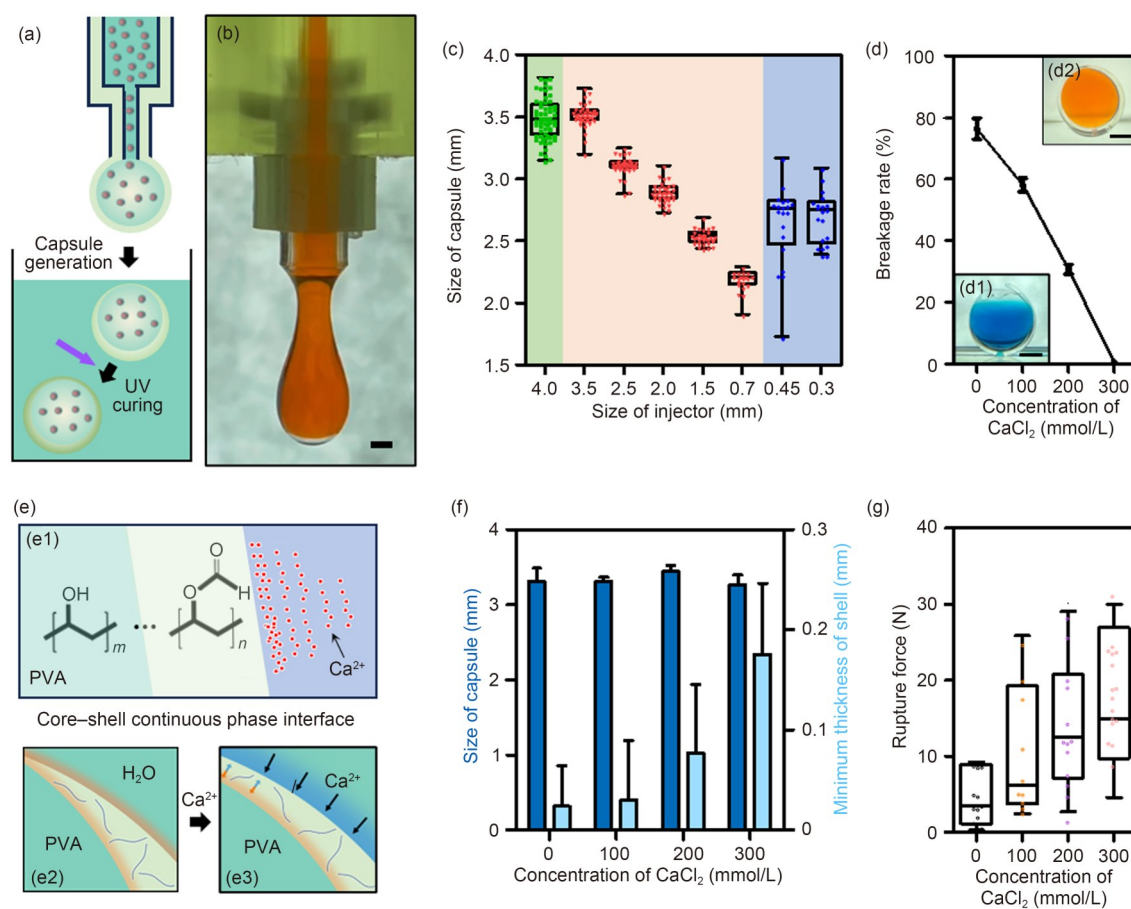 (a)
Capsule
generation
UV
curing
(b)
(c)
Size of capsule (mm)
4.0
3.5
3.0
2.5
2.0
1.5
4.0 3.5 2.5 2.0 1.5 0.7 0.45 0.3
Size of injector (mm)
(d)
Breakage rate (%)
100
80
60
40
20
0
(d2)
(d1)
0 100 200 300
Concentration of
CaCl₂ (mmol/L)
(e)
(e1)
OH
m
PVA
O
H
O
n
Ca²⁺
Core–shell continuous phase interface
H₂O
PVA
(e2)
Ca²⁺
Ca²⁺
PVA
(e3)
(f)
Size of capsule (mm)
4
3
2
1
0
0.3
0.2
0.1
0
Minimum thickness of shell (mm)
0 100 200 300
Concentration of CaCl₂ (mmol/L)
(g)
Rupture force (N)
40
30
20
10
0
0 100 200 300
Concentration of
CaCl₂ (mmol/L)